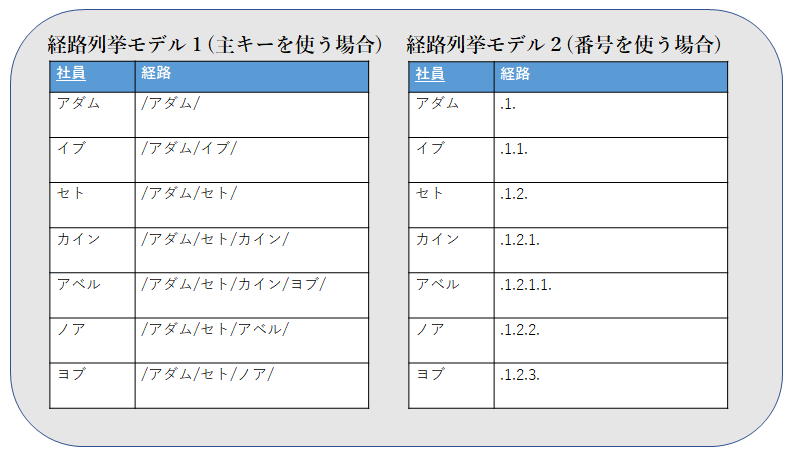 経路列挙モデル１(主キーを使う場合)
社員 経路
アダム /アダム/
イブ /アダム/イブ/
セト /アダム/セト/
カイン /アダム/セト/カイン/
アベル /アダム/セト/カイン/ヨブ/
ノア /アダム/セト/アベル/
ヨブ /アダム/セト/ノア/
経路列挙モデル２(番号を使う場合)
社員 経路
アダム .1.
イブ .1.1.
セト .1.2.
カイン .1.2.1.
アベル .1.2.1.1.
ノア .1.2.2.
ヨブ .1.2.3.